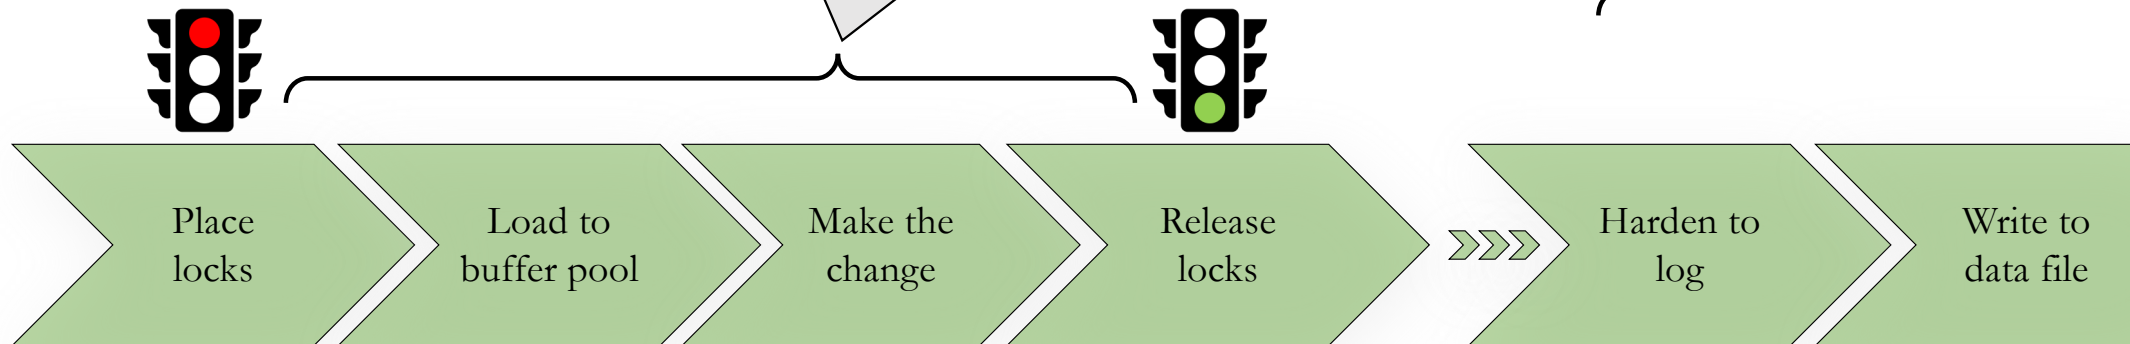 Place
locks
Load to
buffer pool
Make the
change
Release
locks
Harden to
log
Write to
data file